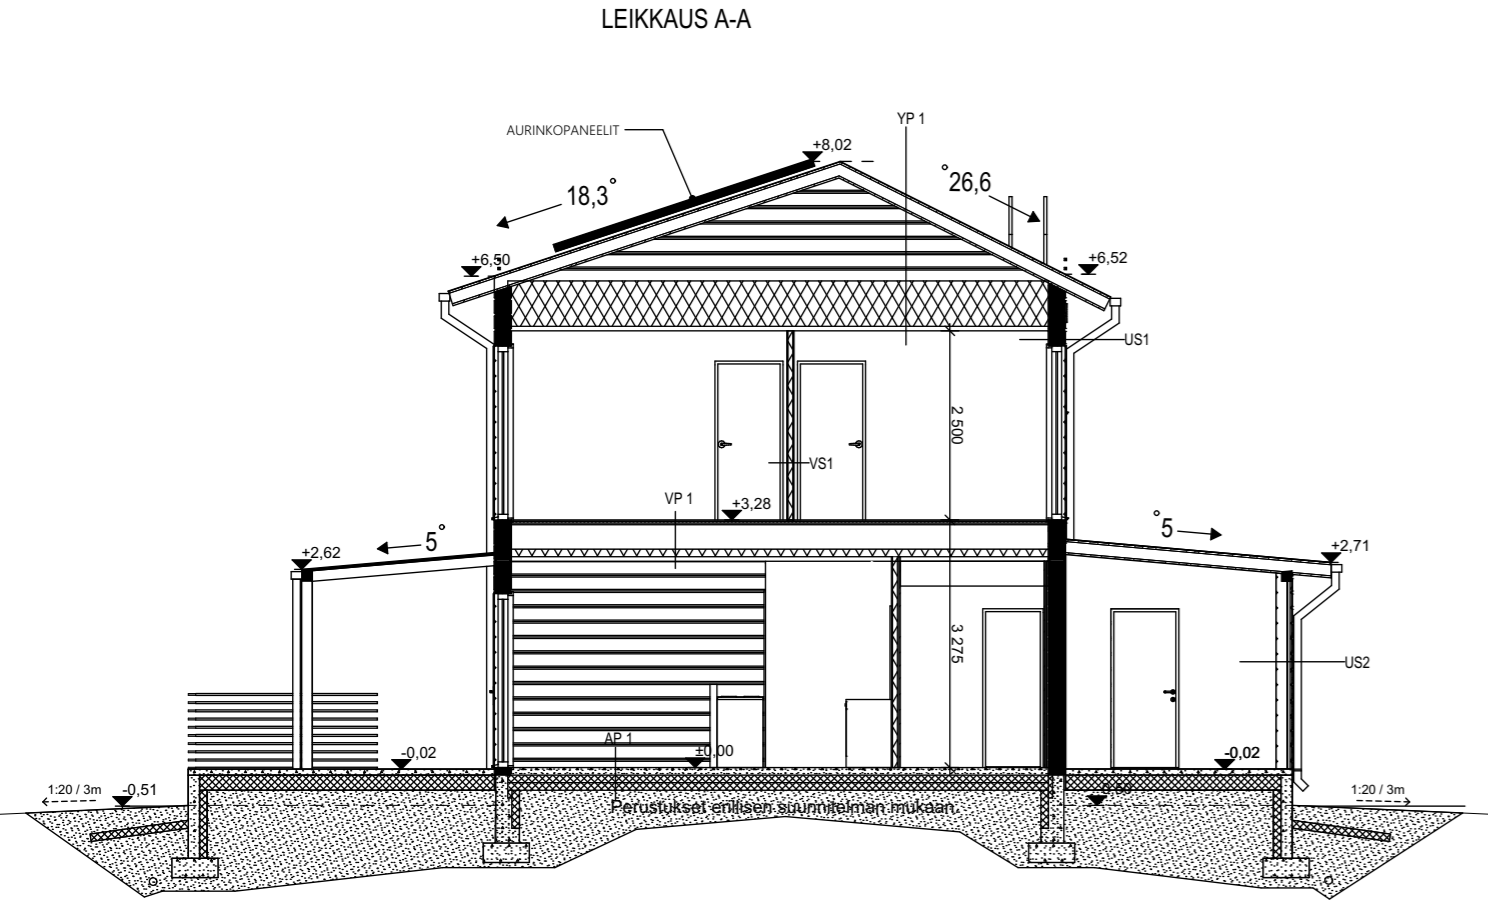 LEIKKAUS A-A
YP 1
AURINKOPANEELIT
+8,02
18,3°
°26,6
+6,50
+6,52
US1
2 500
VS1
VP 1
+3,28
5°
°5
+2,62
+2,71
3 275
US2
AP 1
±0,00
-0,02
-0,02
1:20 / 3m
-0,51
1:20 / 3m
Perustukset erillisen suunnitelman mukaan.